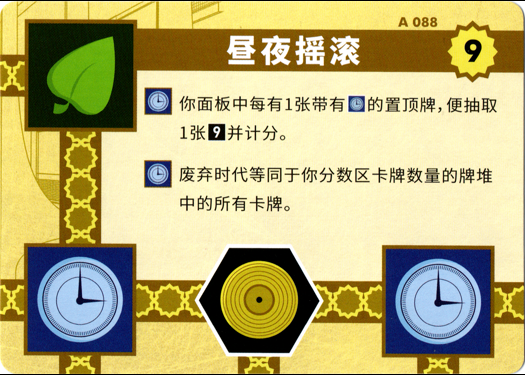 A 088
昼夜摇滚
9
你面板中每有1张带有的置顶牌,便抽取
1张9并计分。
废弃时代等同于你分数区卡牌数量的牌堆
中的所有卡牌。